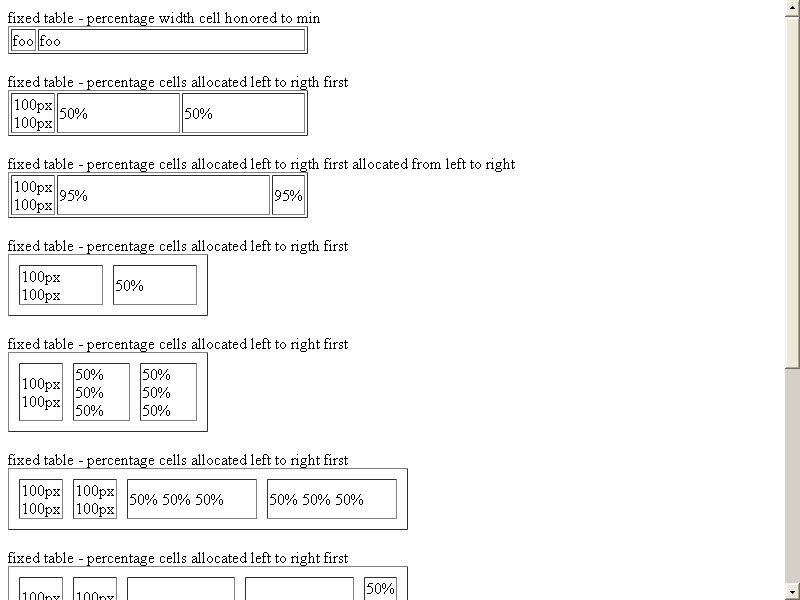 fixed table - percentage width cell honored to min
foo foo
fixed table - percentage cells allocated left to rigth first
100px
100px
50%
50%
fixed table - percentage cells allocated left to rigth first allocated from left to right
100px
100px
95%
95%
fixed table - percentage cells allocated left to rigth first
100px
100px
50%
fixed table - percentage cells allocated left to right first
100px
100px
50%
50%
50%
50%
50%
50%
fixed table - percentage cells allocated left to right first
100px
100px
100px
100px
50% 50% 50%
50% 50% 50%
fixed table - percentage cells allocated left to right first
100px
100px
50%